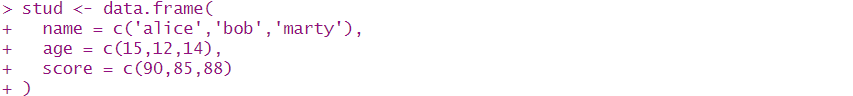 > stud <- data.frame(
+   name = c('alice','bob','marty'),
+   age = c(15,12,14),
+   score = c(90,85,88)
+ )